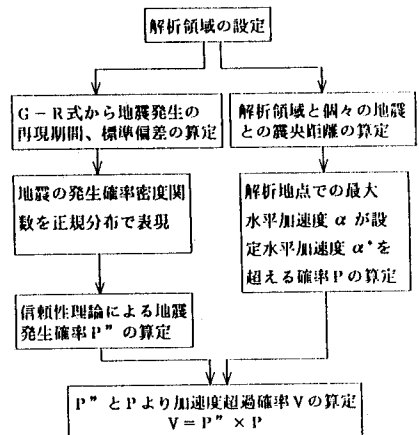 解析領域の設定
G－R式から地震発生の
再現期間、標準偏差の算定
解析領域と個々の地震
との震央距離の算定
地震の発生確率密度関
数を正規分布で表現
解析地点での最大
水平加速度αが設
定水平加速度α*を
超える確率Pの算定
信頼性理論による地震
発生確率P"の算定
P"とPより加速度超過確率Vの算定
V＝P"×P